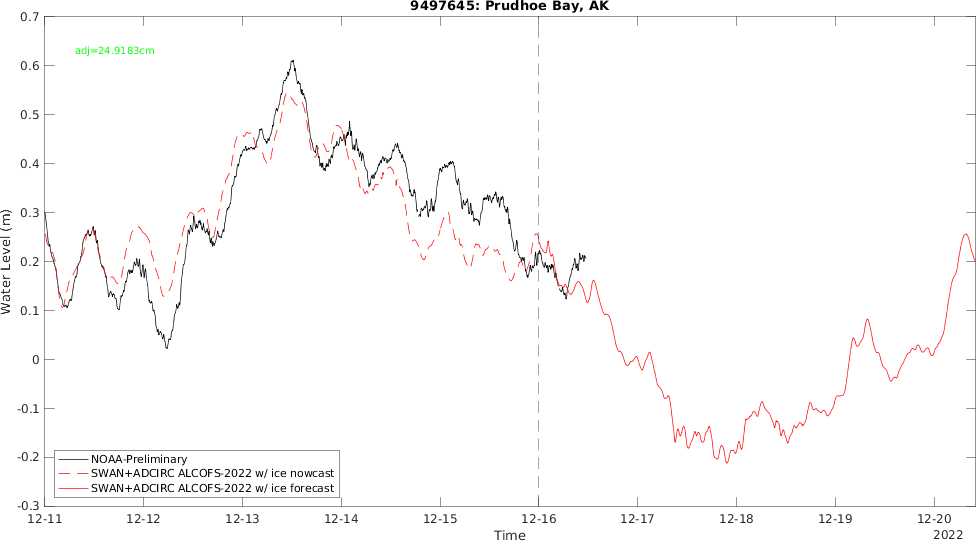 9497645: Prudhoe Bay, AK
adj=24.9183cm
0.7
0.6
0.5
0.4
0.3
0.2
0.1
0
-0.1
-0.2
-0.3
Water Level (m)
NOAA-Preliminary
SWAN+ADCIRC ALCOFS-2022 w/ ice nowcast
SWAN+ADCIRC ALCOFS-2022 w/ ice forecast
12-11 12-12 12-13 12-14 12-15 12-16 12-17 12-18 12-19 12-20
Time
2022